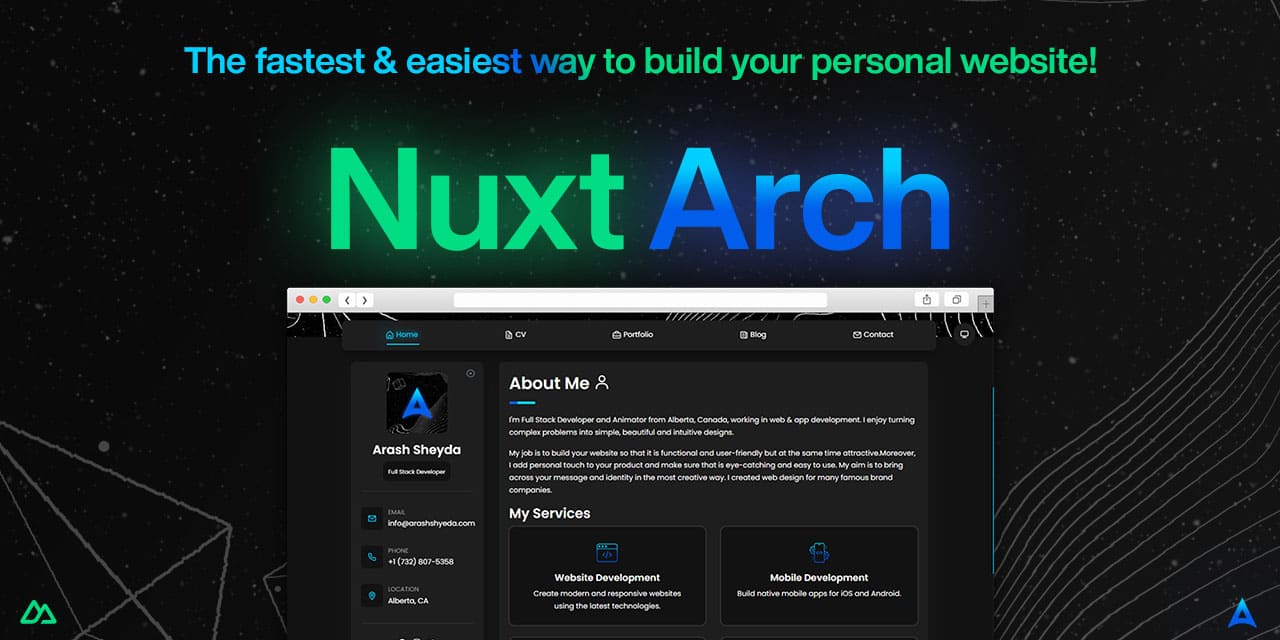 The fastest & easiest way to build your personal website!
Nuxt Arch
Home
CV
Portfolio
Blog
Contact
Arash Sheyda
Full Stack Developer
EMAIL
info@arashshyeda.com
PHONE
+1 (732) 807-5358
LOCATION
Alberta, CA
About Me
I'm Full Stack Developer and Animator from Alberta, Canada, working in web & app development. I enjoy turning
complex problems into simple, beautiful and intuitive designs.
My job is to build your website so that it is functional and user-friendly but at the same time attractive.Moreover,
I add personal touch to your product and make sure that is eye-catching and easy to use. My aim is to bring
across your message and identity in the most creative way. I created web design for many famous brand
companies.
My Services
Website Development
Create modern and responsive websites
using the latest technologies.
Mobile Development
Build native mobile apps for iOS and Android.